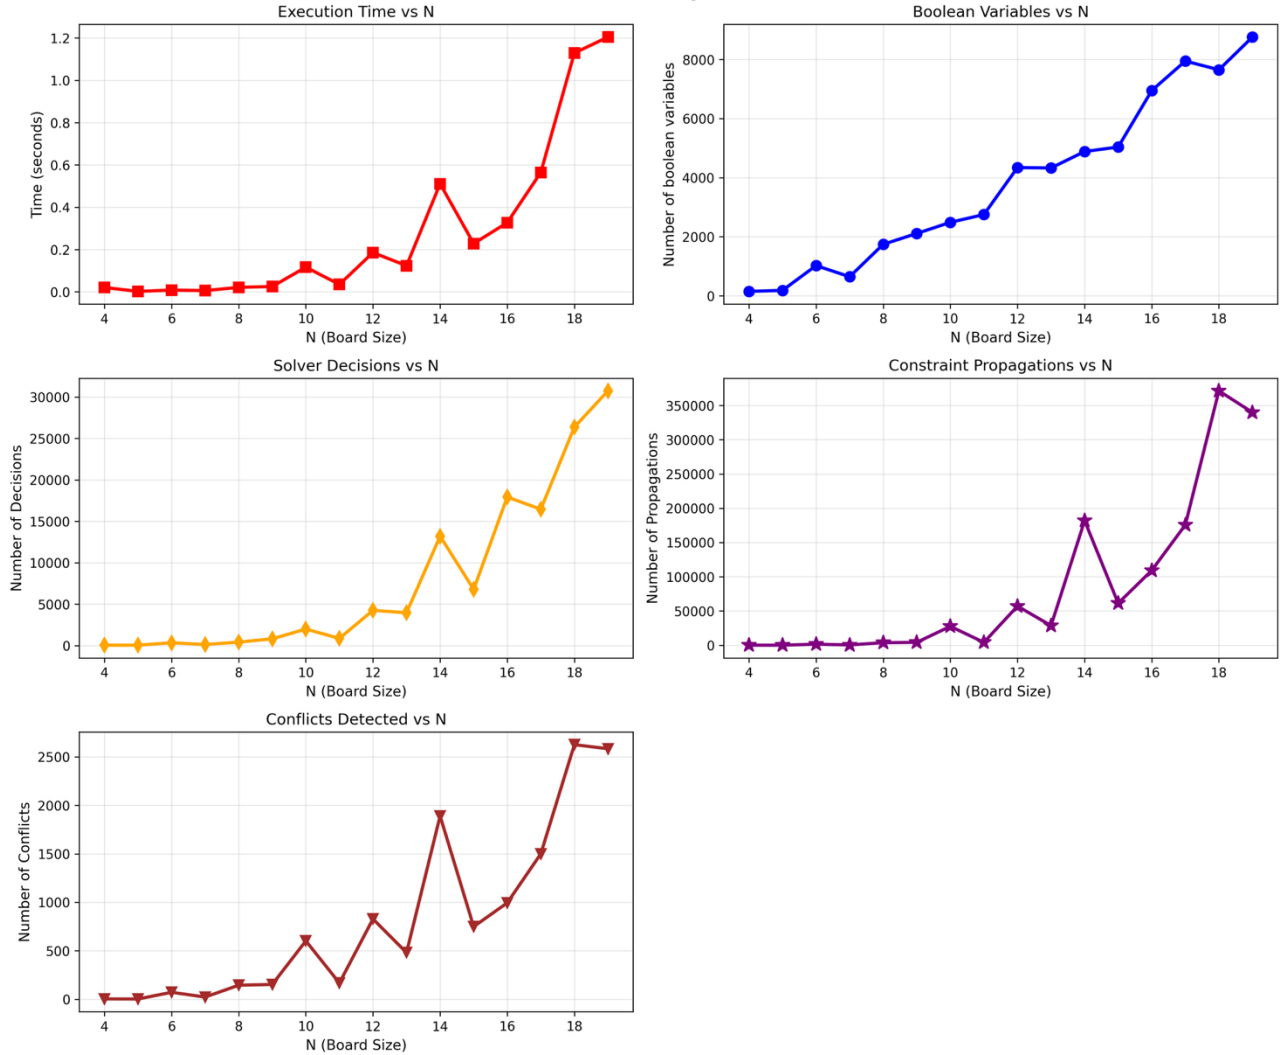 Execution Time vs N
Time (seconds)
1.2
1.0
0.8
0.6
0.4
0.2
0.0
4 6 8 10 12 14 16 18
N (Board Size)
Boolean Variables vs N
Number of boolean variables
8000
6000
4000
2000
0
4 6 8 10 12 14 16 18
N (Board Size)
Solver Decisions vs N
Number of Decisions
30000
25000
20000
15000
10000
5000
0
4 6 8 10 12 14 16 18
N (Board Size)
Constraint Propagations vs N
Number of Propagations
350000
300000
250000
200000
150000
100000
50000
0
4 6 8 10 12 14 16 18
N (Board Size)
Conflicts Detected vs N
Number of Conflicts
2500
2000
1500
1000
500
0
4 6 8 10 12 14 16 18
N (Board Size)